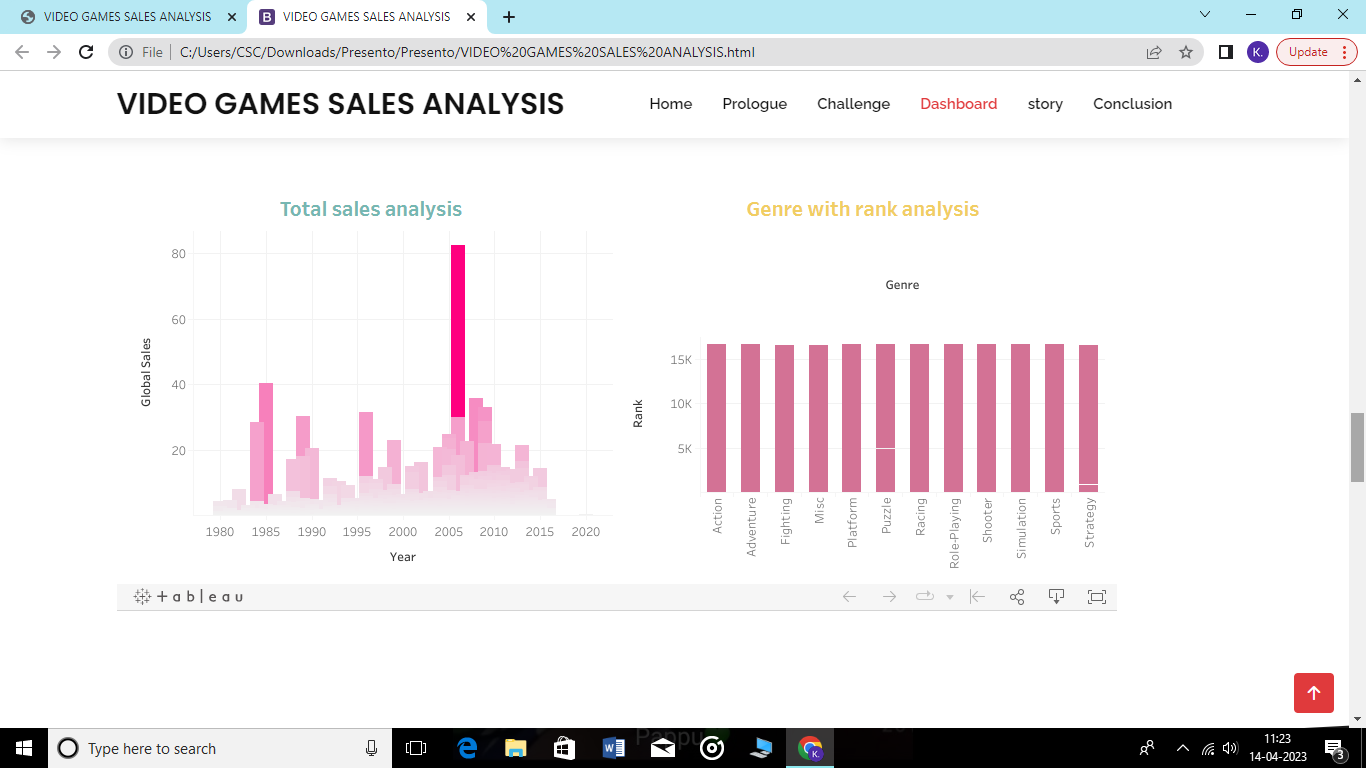 VIDEO GAMES SALES ANALYSIS
VIDEO GAMES SALES ANALYSIS
File
C:/Users/CSC/Downloads/Presento/Presento/VIDEO%20GAMES%20SALES%20ANALYSIS.html
K.
Update
VIDEO GAMES SALES ANALYSIS
Home
Prologue
Challenge
Dashboard
story
Conclusion
Total sales analysis
Genre with rank analysis
80
60
40
20
Global Sales
1980
1985
1990
1995
2000
2005
2010
2015
2020
Year
Genre
15K
10K
5K
Rank
Action
Adventure
Fighting
Misc
Platform
Puzzle
Racing
Role-Playing
Shooter
Simulation
Sports
Strategy
+ableau
Type here to search
Pappu
K.
11:23
14-04-2023
3